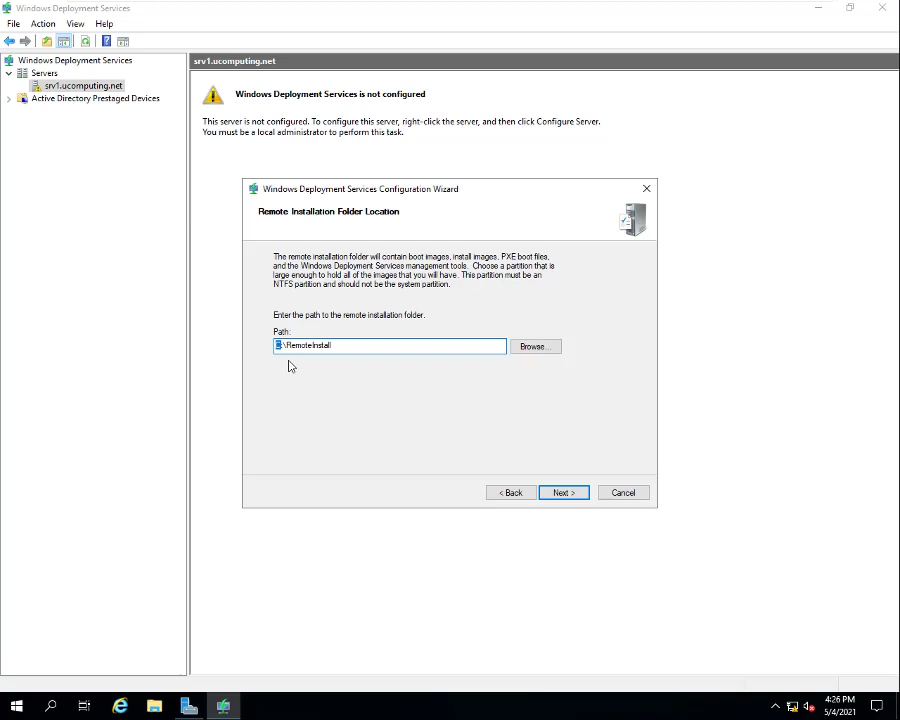 Windows Deployment Services
File Action View Help
Windows Deployment Services
Servers
srv1.ucomputing.net
Active Directory Prestaged Devices
srv1.ucomputing.net
Windows Deployment Services is not configured
This server is not configured. To configure this server, right-click the server, and then click Configure Server.
You must be a local administrator to perform this task.
Windows Deployment Services Configuration Wizard
Remote Installation Folder Location
The remote installation folder will contain boot images, install images, PXE boot files,
and the Windows Deployment Services management tools. Choose a partition that is
large enough to hold all of the images that you will have. This partition must be an
NTFS partition and should not be the system partition.
Enter the path to the remote installation folder.
Path:
:\RemoteInstall
Browse...
< Back Next > Cancel
4:26 PM
5/4/2021